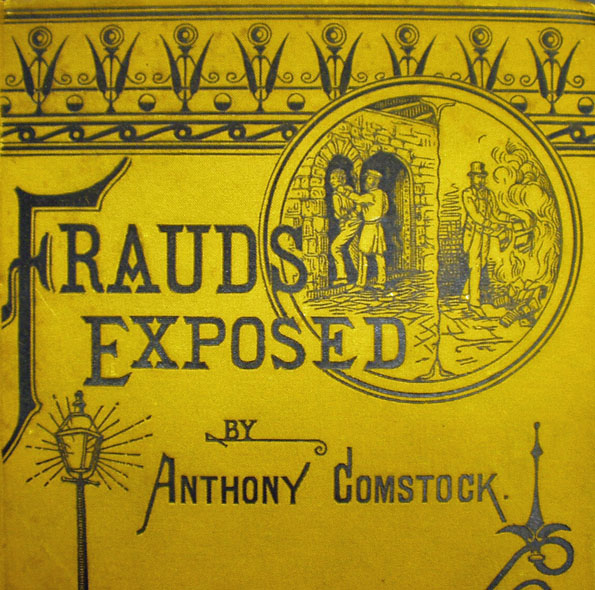 FRAUDS
EXPOSED
BY
ANTHONY COMSTOCK.